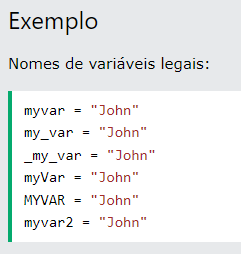 Exemplo
Nomes de variáveis legais:
myvar = "John"
my_var = "John"
_my_var = "John"
myVar = "John"
MYVAR = "John"
myvar2 = "John"